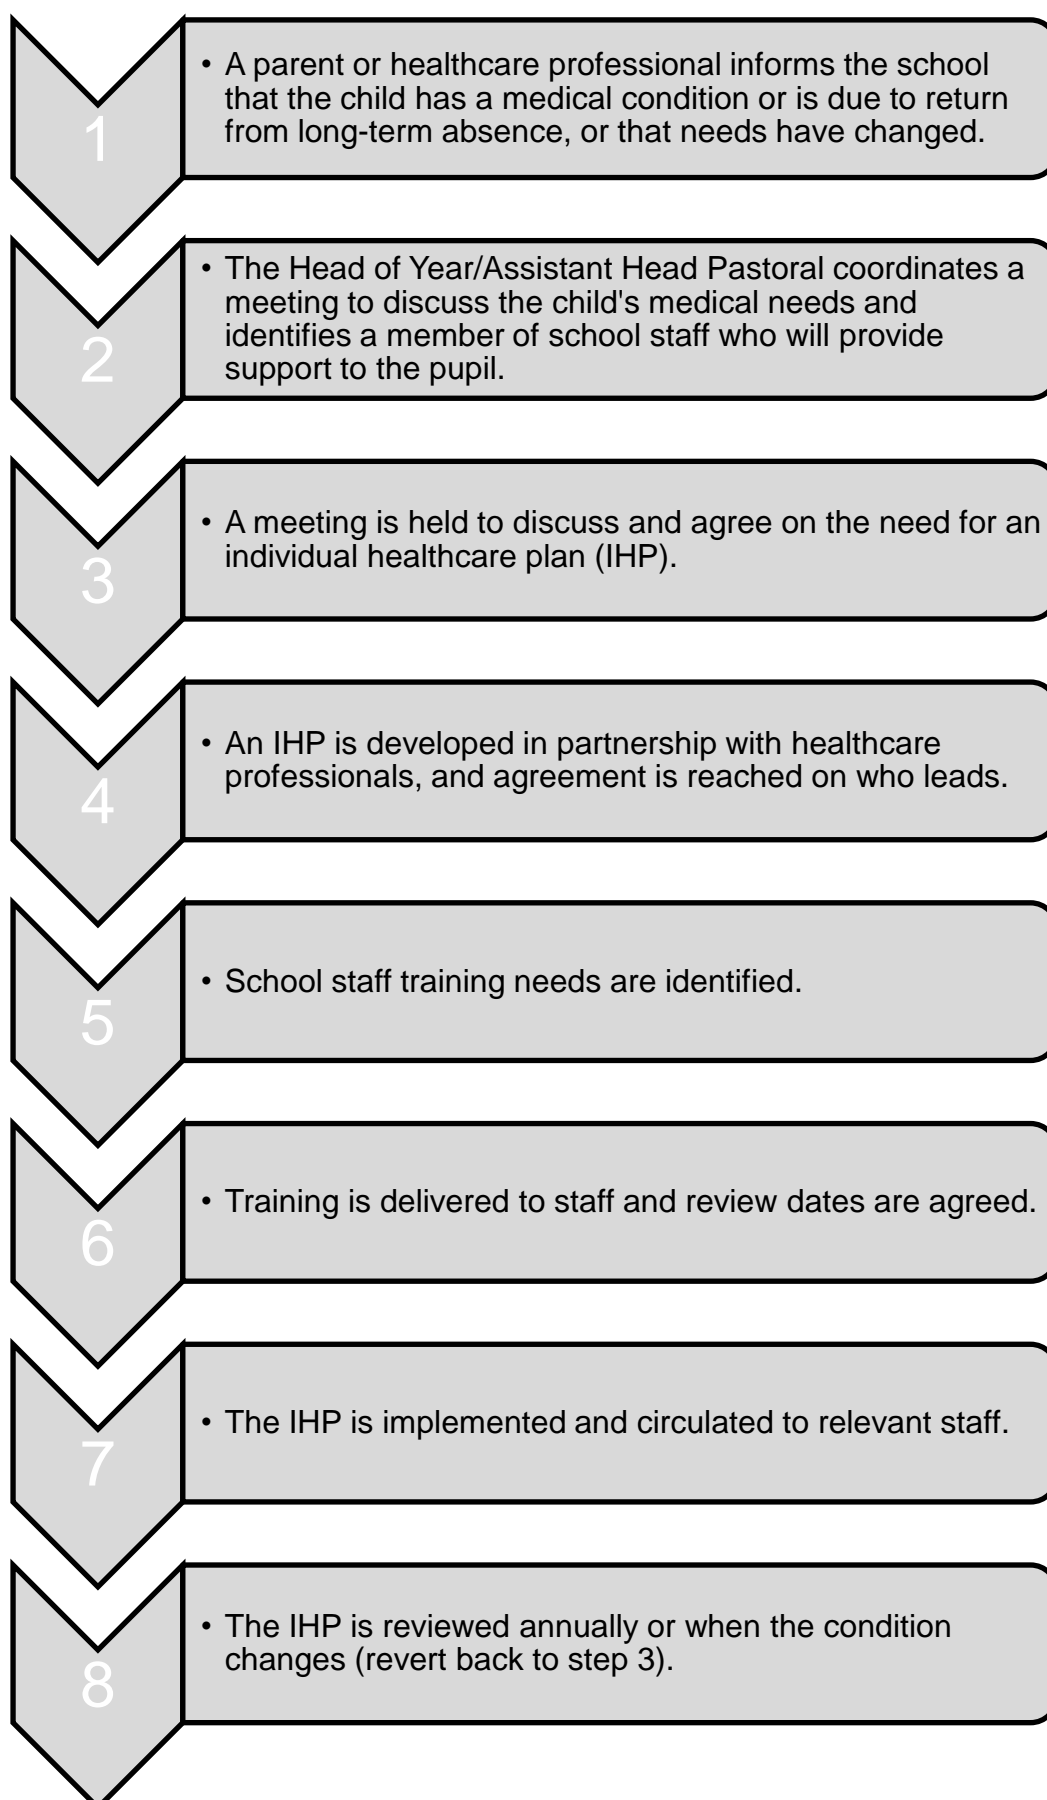 1
• A parent or healthcare professional informs the school
that the child has a medical condition or is due to return
from long-term absence, or that needs have changed.
2
• The Head of Year/Assistant Head Pastoral coordinates a
meeting to discuss the child's medical needs and
identifies a member of school staff who will provide
support to the pupil.
3
• A meeting is held to discuss and agree on the need for an
individual healthcare plan (IHP).
4
• An IHP is developed in partnership with healthcare
professionals, and agreement is reached on who leads.
5
• School staff training needs are identified.
6
• Training is delivered to staff and review dates are agreed.
7
• The IHP is implemented and circulated to relevant staff.
8
• The IHP is reviewed annually or when the condition
changes (revert back to step 3).